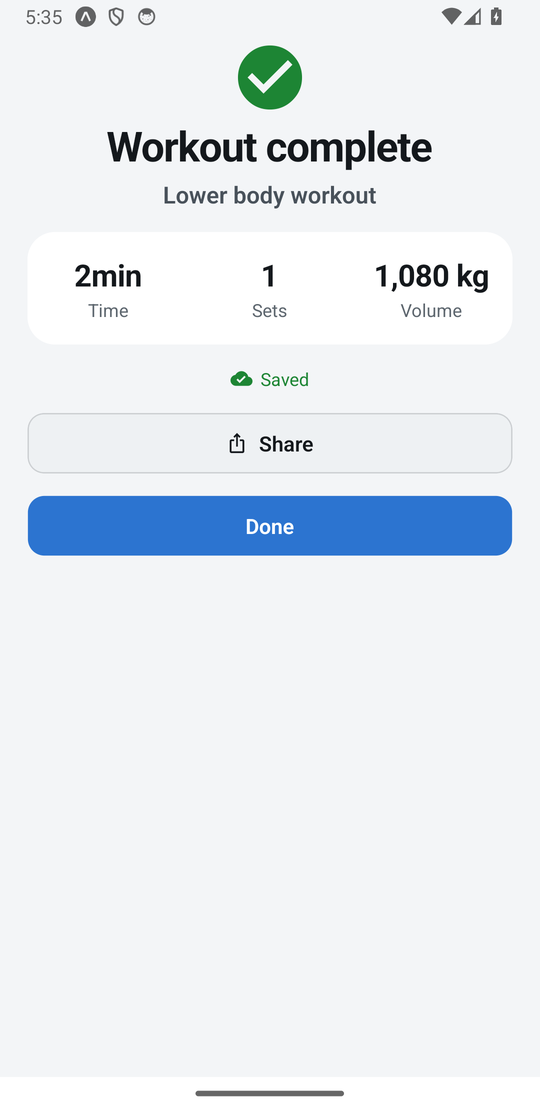 5:35
Workout complete
Lower body workout
2min 1 1,080 kg
Time Sets Volume
Saved
Share
Done